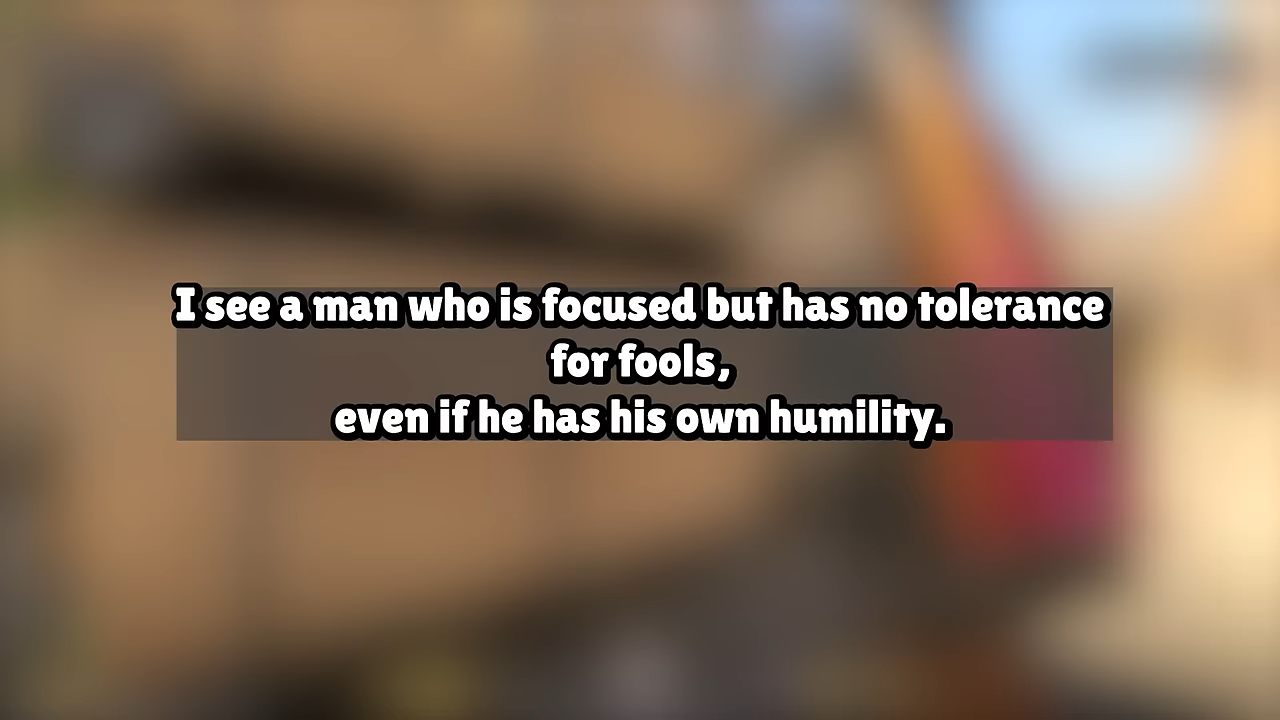 I see a man who is focused but has no tolerance
for fools,
even if he has his own humility.